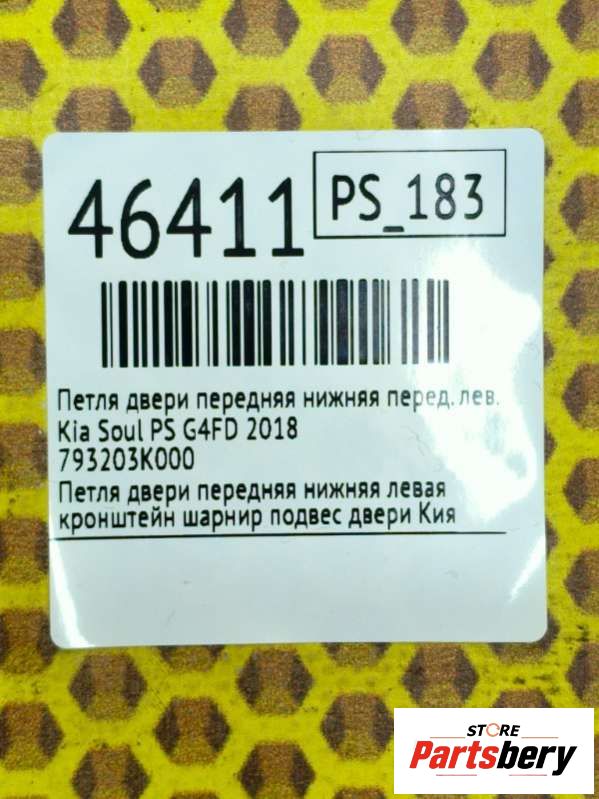 46411
PS_183
Петля двери передняя нижняя перед. лев.
Kia Soul PS G4FD 2018
793203K000
Петля двери передняя нижняя левая
кронштейн шарнир подвес двери Кия
STORE
Partsbery